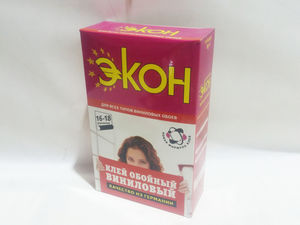 ЭКОН
ДЛЯ ВСЕХ ТИПОВ ВИНИЛОВЫХ ОБОЕВ
16-18
КЛЕЙ ОБОЙНЫЙ
ВИНИЛОВЫЙ
КАЧЕСТВО ИЗ ГЕРМАНИИ